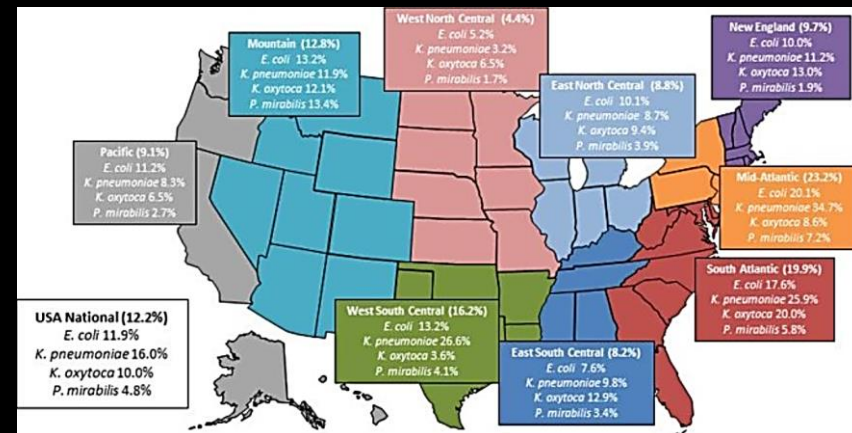 West North Central (4.4%)
E. coli 5.2%
K. pneumoniae 3.2%
K. oxytoca 6.5%
P. mirabilis 1.7%
New England (9.7%)
E. coli 10.0%
K. pneumoniae 11.2%
K. oxytoca 13.0%
P. mirabilis 1.9%
Mountain (12.8%)
E. coli 13.2%
K. pneumoniae 11.9%
K. oxytoca 12.1%
P. mirabilis 13.4%
East North Central (8.8%)
E. coli 10.1%
K. pneumoniae 8.7%
K. oxytoca 9.4%
P. mirabilis 3.9%
Pacific (9.1%)
E. coli 11.2%
K. pneumoniae 8.3%
K. oxytoca 6.5%
P. mirabilis 2.7%
Mid-Atlantic (23.2%)
E. coli 20.1%
K. pneumoniae 34.7%
K. oxytoca 8.6%
P. mirabilis 7.2%
South Atlantic (19.9%)
E. coli 17.6%
K. pneumoniae 25.9%
K. oxytoca 20.0%
P. mirabilis 5.8%
USA National (12.2%)
E. coli 11.9%
K. pneumoniae 16.0%
K. oxytoca 10.0%
P. mirabilis 4.8%
West South Central (16.2%)
E. coli 13.2%
K. pneumoniae 26.6%
K. oxytoca 3.6%
P. mirabilis 4.1%
East South Central (8.2%)
E. coli 7.6%
K. pneumoniae 9.8%
K. oxytoca 12.9%
P. mirabilis 3.4%